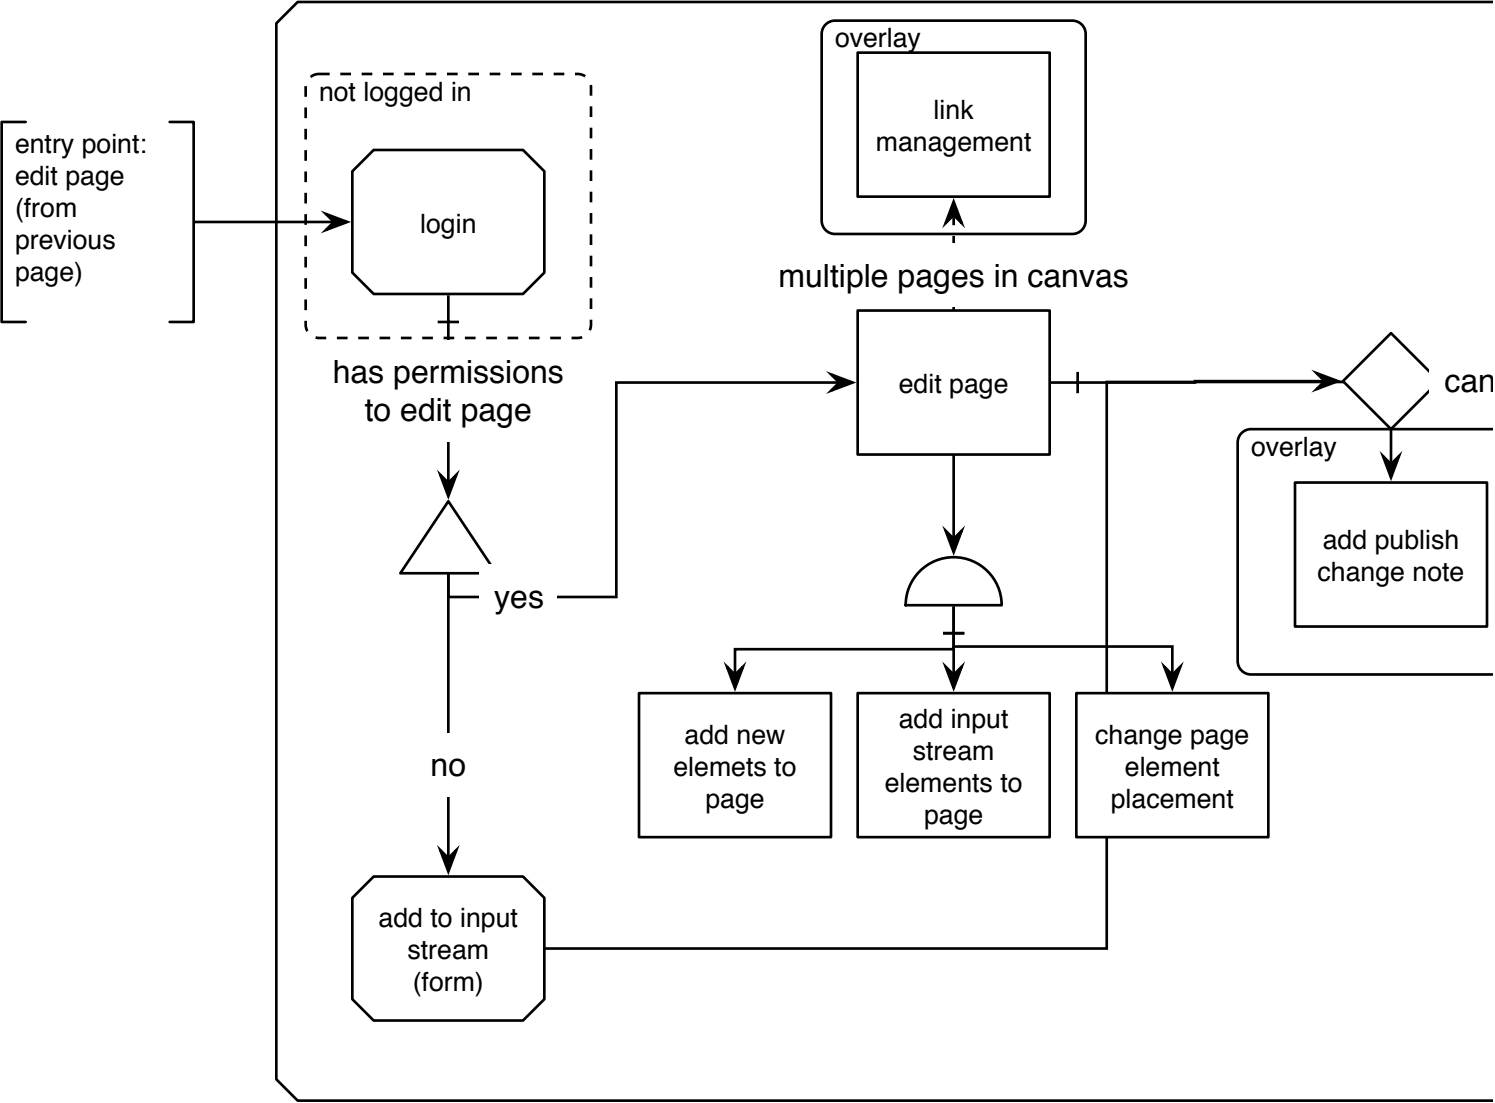 entry point:
edit page
(from
previous
page)
not logged in
login
has permissions
to edit page
yes
no
add to input
stream
(form)
overlay
link
management
multiple pages in canvas
edit page
add new
elemets to
page
add input
stream
elements to
page
change page
element
placement
can
overlay
add publish
change note